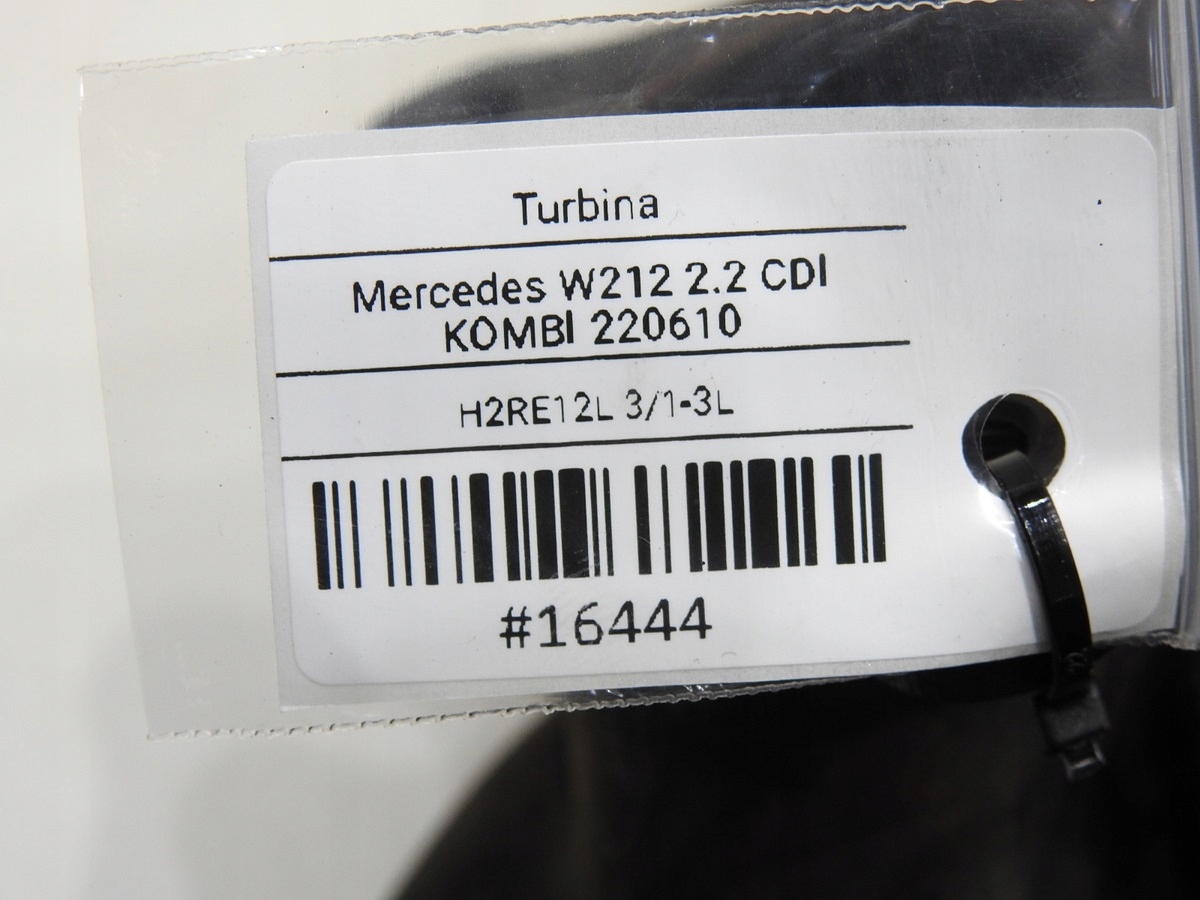 Turbina
Mercedes W212 2.2 CDI
KOMBI 220610
H2RE12L 3/1-3L
#16444